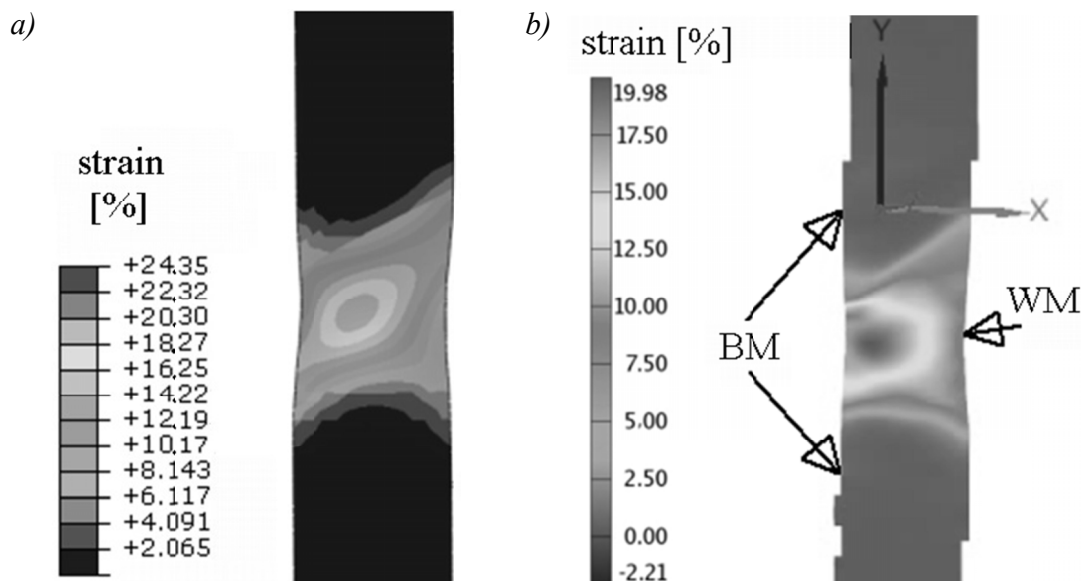 a)
strain
[%]
+24.35
+22.32
+20.30
+18.27
+16.25
+14.22
+12.19
+10.17
+8.143
+6.117
+4.091
+2.065
b)
strain [%]
19.98
17.50
15.00
12.50
10.00
7.50
5.00
2.50
0.00
-2.21
Y
X
WM
BM